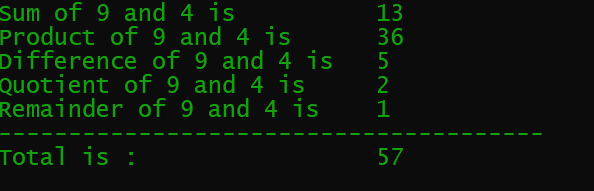 Sum of 9 and 4 is 13
Product of 9 and 4 is 36
Difference of 9 and 4 is 5
Quotient of 9 and 4 is 2
Remainder of 9 and 4 is 1
---------------------------------------
Total is : 57